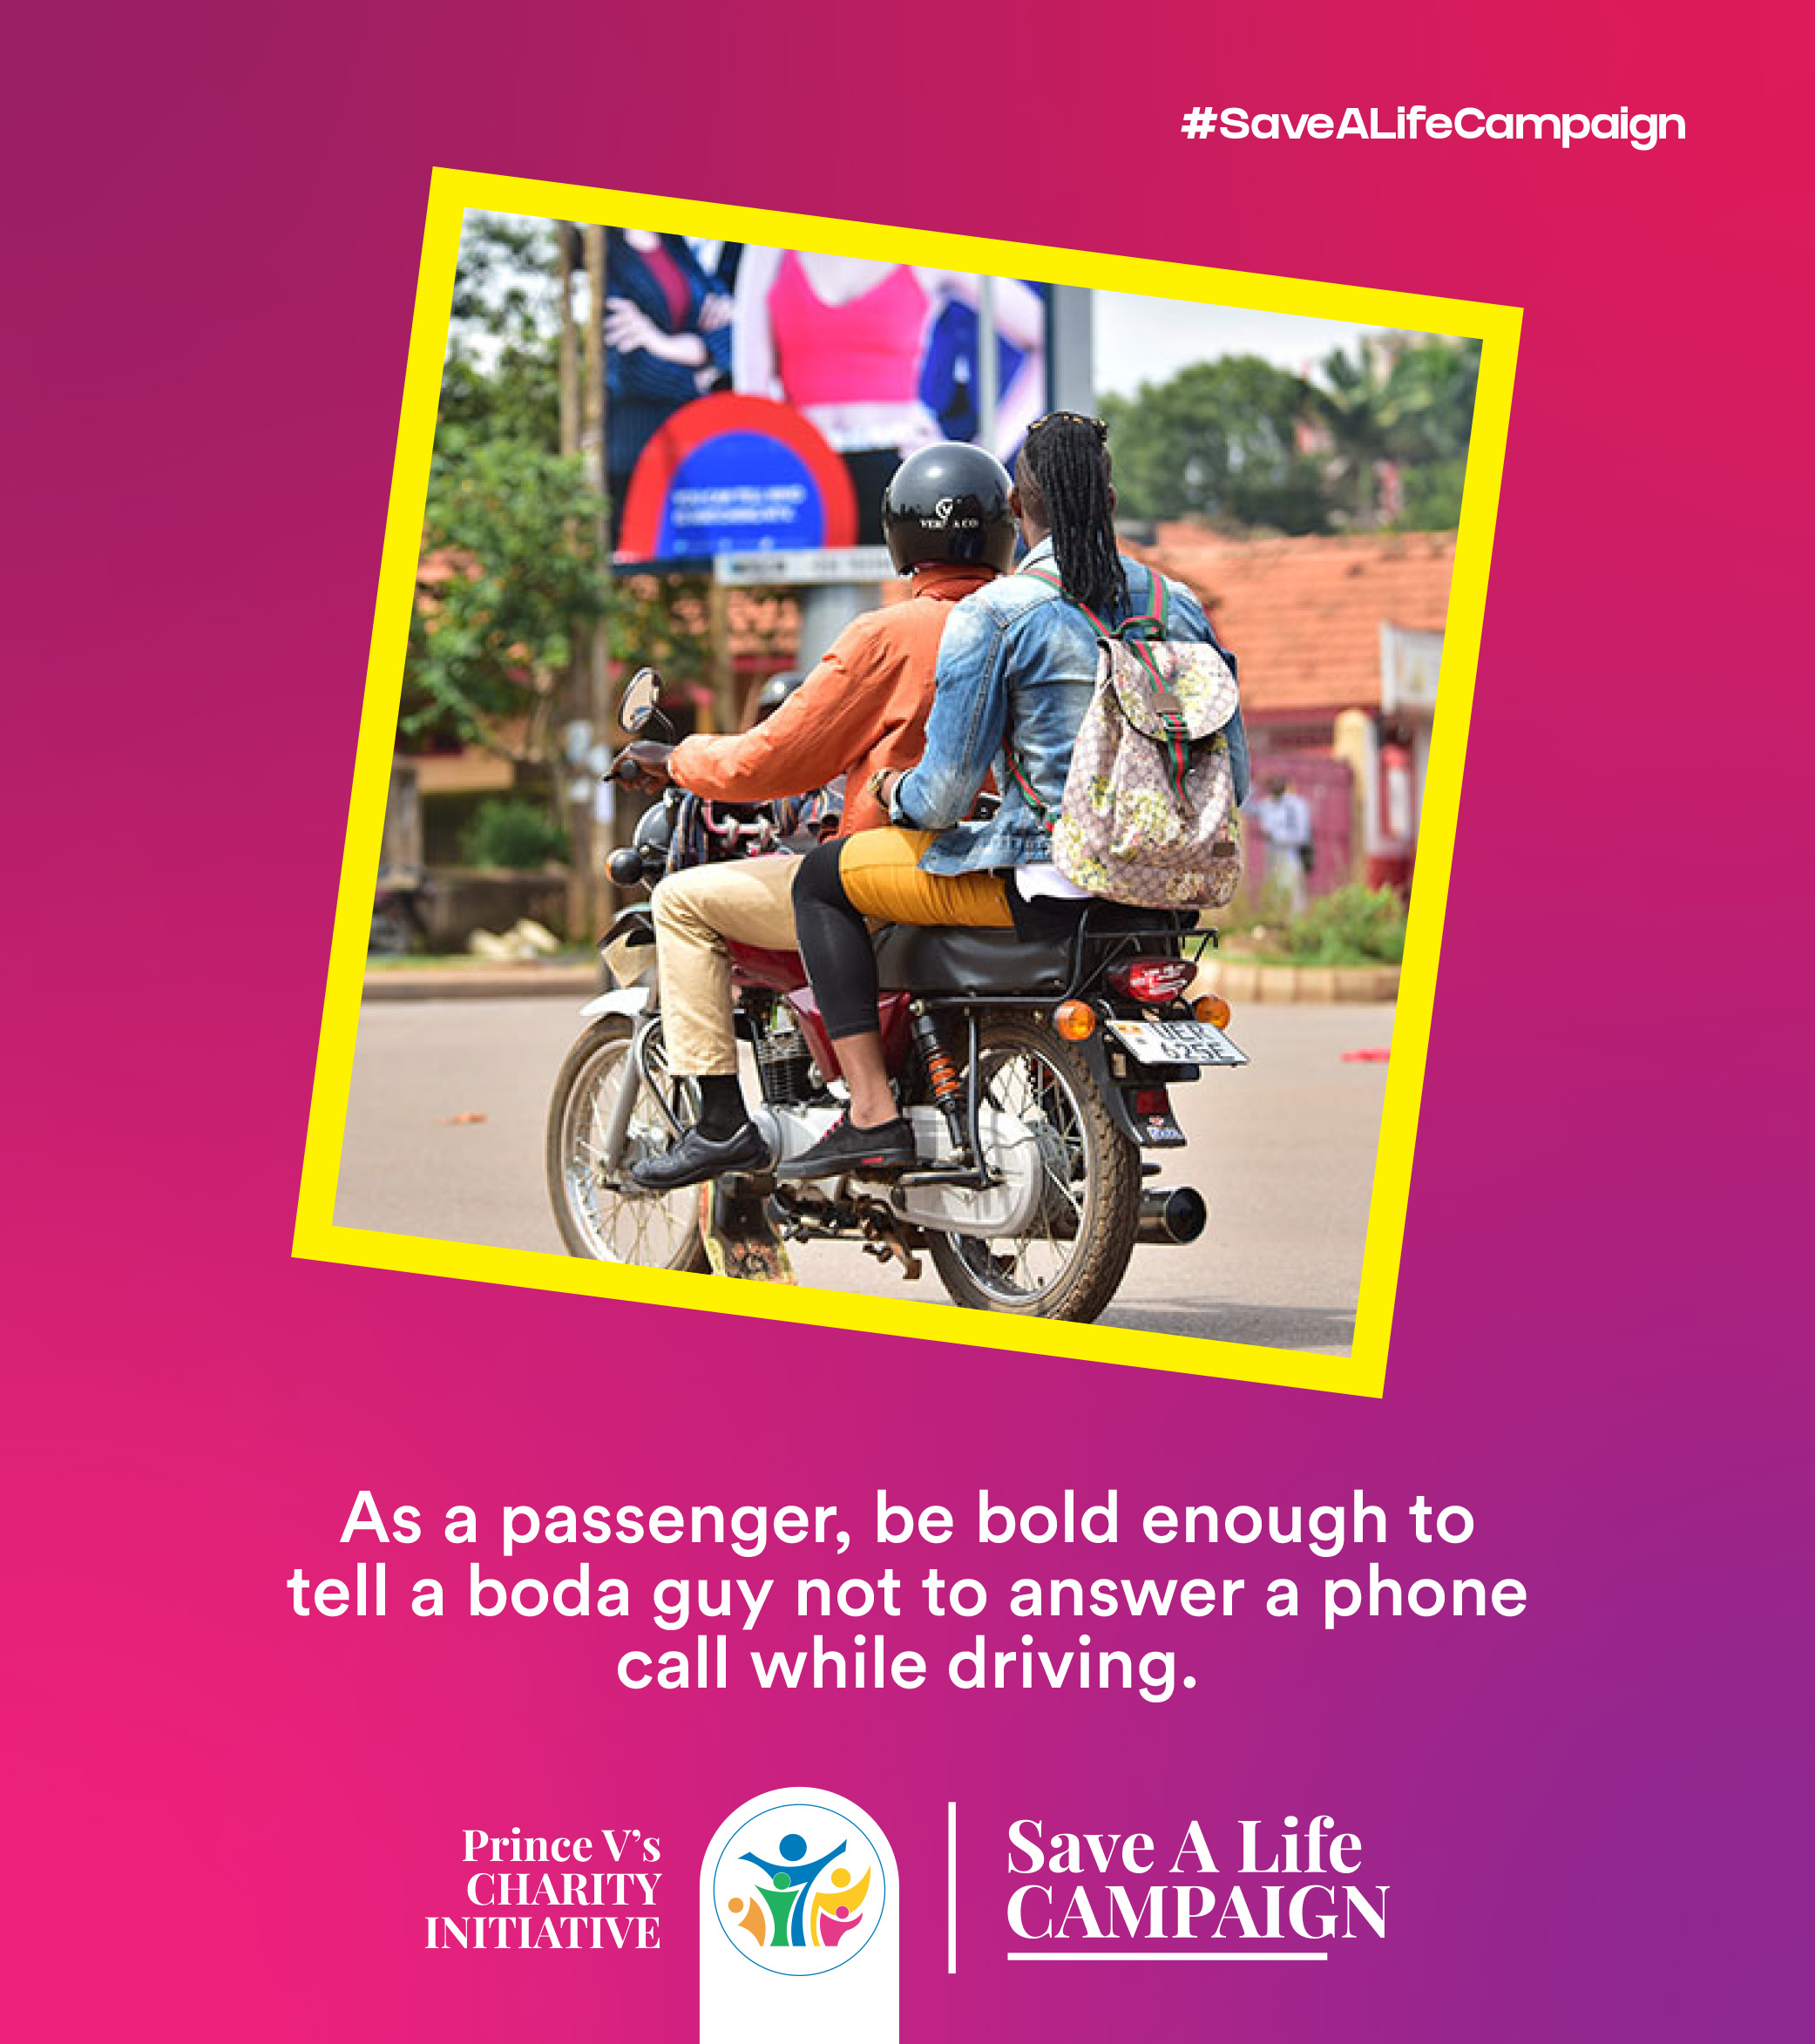 #SaveALifeCampaign
As a passenger, be bold enough to
tell a boda guy not to answer a phone
call while driving.
Prince V's
CHARITY
INITIATIVE
Save A Life
CAMPAIGN